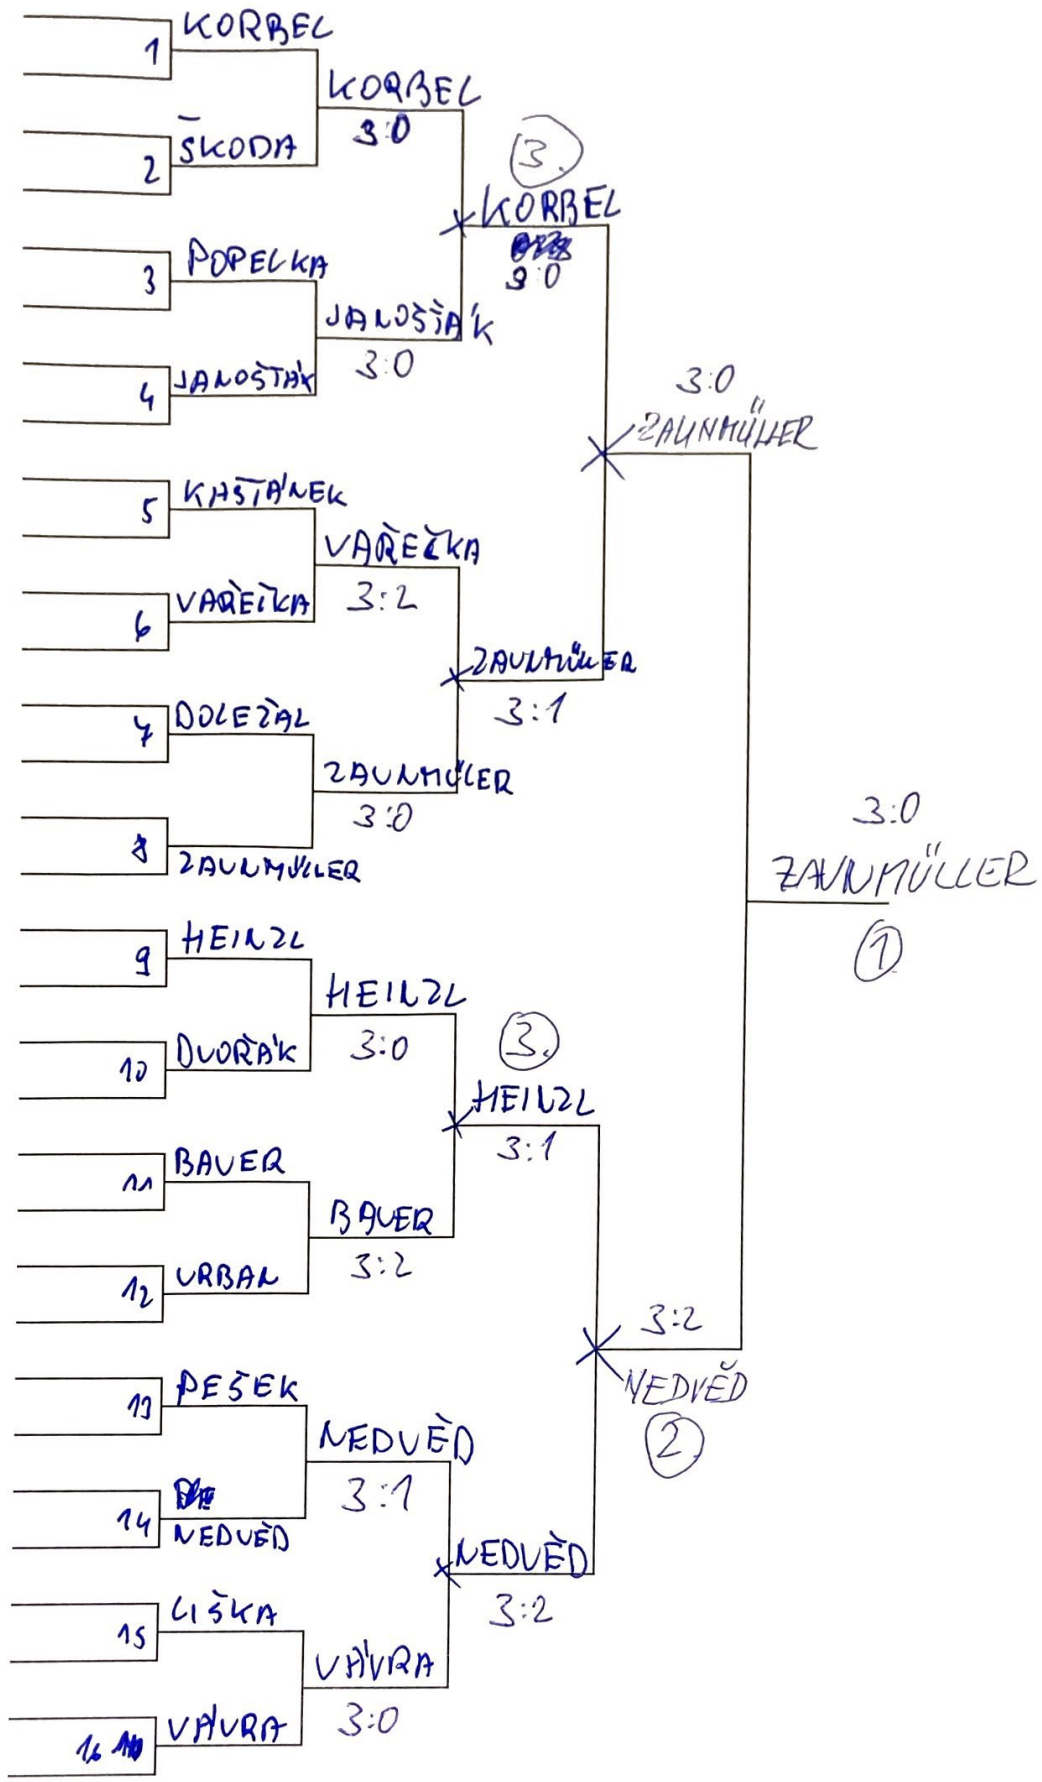 1 KORBEL
KORBEL
3:0
2 ŠKODA
3.
KORBEL
3:0
3 POPELKA
JANOŠŤÁK
3:0
4 JANOŠŤÁK
3:0
ZAUNMÜLLER
5 KAŠTÁNEK
VAŘEČKA
3:2
6 VAŘEČKA
ZAUNMÜLLER
3:1
7 DOLEŽAL
ZAUNMÜLLER
3:0
8 ZAUNMÜLLER
3:0
ZAUNMÜLLER
1
9 HEINZL
HEINZL
3:0
10 DVOŘÁK
3.
HEINZL
3:1
11 BAUER
BAUER
3:2
12 URBAN
3:2
NEDVĚD
2
13 PEŠEK
NEDVĚD
3:1
14 NEDVĚD
NEDVĚD
3:2
15 LIŠKA
VÁVRA
3:0
16 VÁVRA